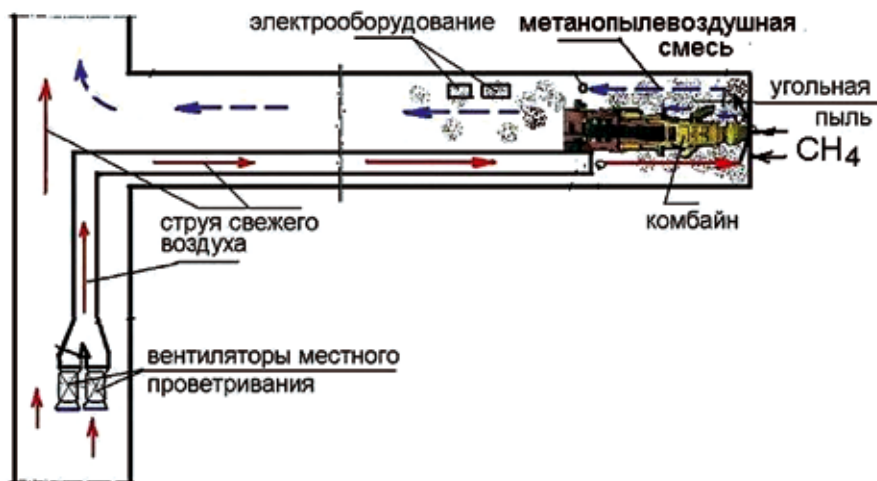 электрооборудование
метанопылевоздушная
смесь
угольная
пыль
CH4
комбайн
струя свежего
воздуха
вентиляторы местного
проветривания